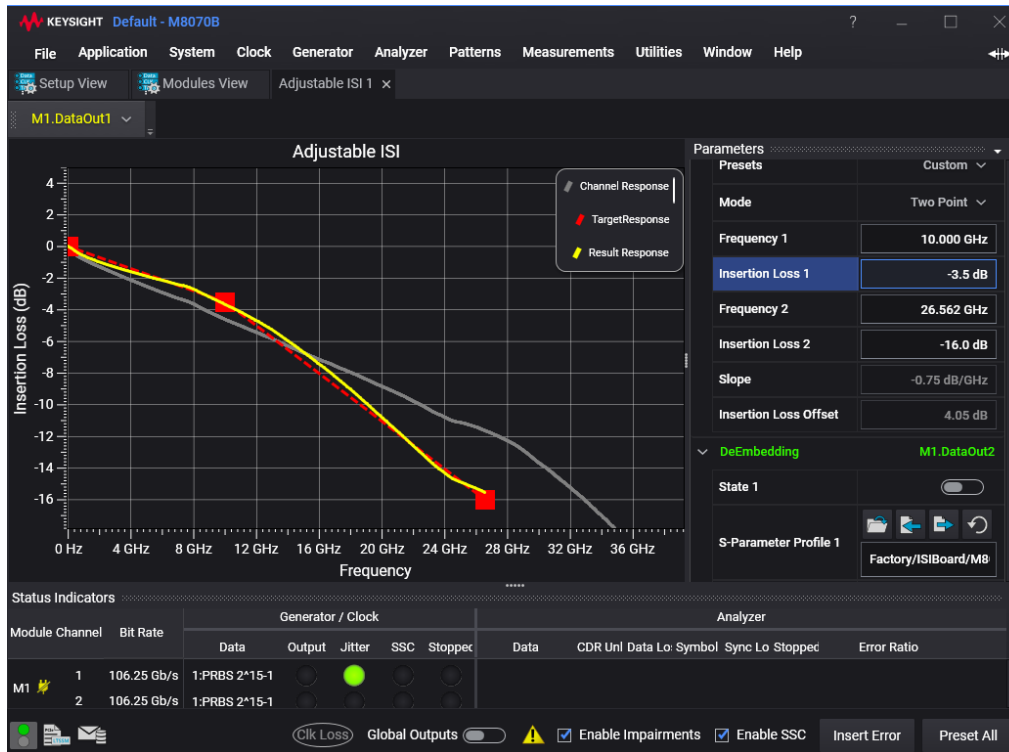 KEYSIGHT Default - M8070B ?
File Application System Clock Generator Analyzer Patterns Measurements Utilities Window Help
Setup View Modules View Adjustable ISI 1
M1.DataOut1
Adjustable ISI
Channel Response
TargetResponse
Result Response
Insertion Loss (dB)
4
2
0
-2
-4
-6
-8
-10
-12
-14
-16
0 Hz 4 GHz 8 GHz 12 GHz 16 GHz 20 GHz 24 GHz 28 GHz 32 GHz 36 GHz
Frequency
Parameters
Presets Custom
Mode Two Point
Frequency 1 10.000 GHz
Insertion Loss 1 -3.5 dB
Frequency 2 26.562 GHz
Insertion Loss 2 -16.0 dB
Slope -0.75 dB/GHz
Insertion Loss Offset 4.05 dB
DeEmbedding M1.DataOut2
State 1
S-Parameter Profile 1
Factory/ISIBoard/M8
Status Indicators
Generator / Clock Analyzer
Module Channel Bit Rate
Data Output Jitter SSC Stopped Data CDR Unl Data Lo: Symbol Sync Lo Stopped Error Ratio
M1
1 106.25 Gb/s 1:PRBS 2^15-1
2 106.25 Gb/s 1:PRBS 2^15-1
Clk Loss Global Outputs Enable Impairments Enable SSC Insert Error Preset All